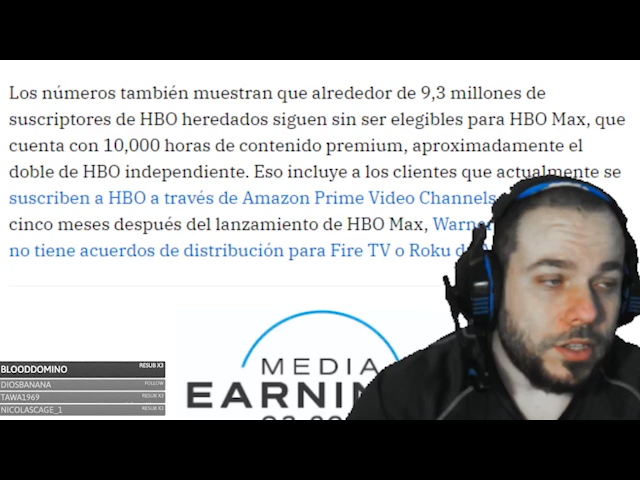 Los números también muestran que alrededor de 9,3 millones de
suscriptores de HBO heredados siguen sin ser elegibles para HBO Max, que
cuenta con 10,000 horas de contenido premium, aproximadamente el
doble de HBO independiente. Eso incluye a los clientes que actualmente se
suscriben a HBO a través de Amazon Prime Video Channels
cinco meses después del lanzamiento de HBO Max,
no tiene acuerdos de distribución para Fire TV o Roku
MEDIA
BLOODDOMINO RESUB X3
DIOSBANANA FOLLOW
TAWA1969 RESUB X3
NICOLASCAGE_1 RESUB X3